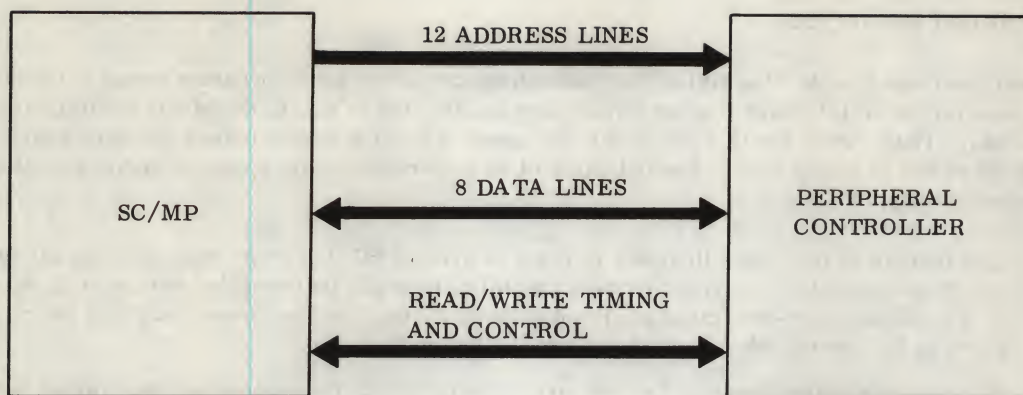 12 ADDRESS LINES
8 DATA LINES
SC/MP
PERIPHERAL
CONTROLLER
READ/WRITE TIMING
AND CONTROL